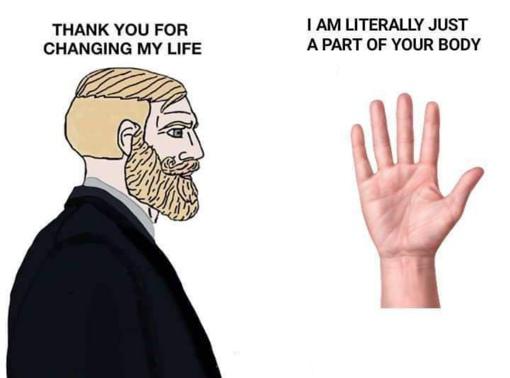 THANK YOU FOR
CHANGING MY LIFE
I AM LITERALLY JUST
A PART OF YOUR BODY